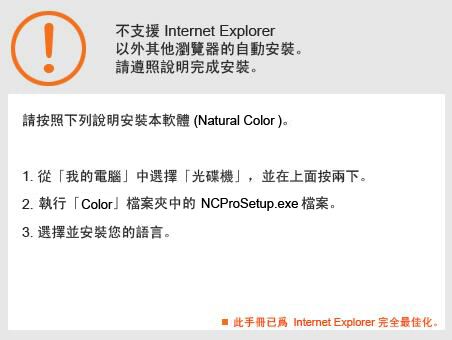 不支援 Internet Explorer
以外其他瀏覽器的自動安裝。
請遵照說明完成安裝。
請按照下列說明安裝本軟體 (Natural Color )。
1. 從「我的電腦」中選擇「光碟機」，並在上面按兩下。
2. 執行「Color」檔案夾中的 NCProSetup.exe 檔案。
3. 選擇並安裝您的語言。
此手冊已爲 Internet Explorer 完全最佳化。